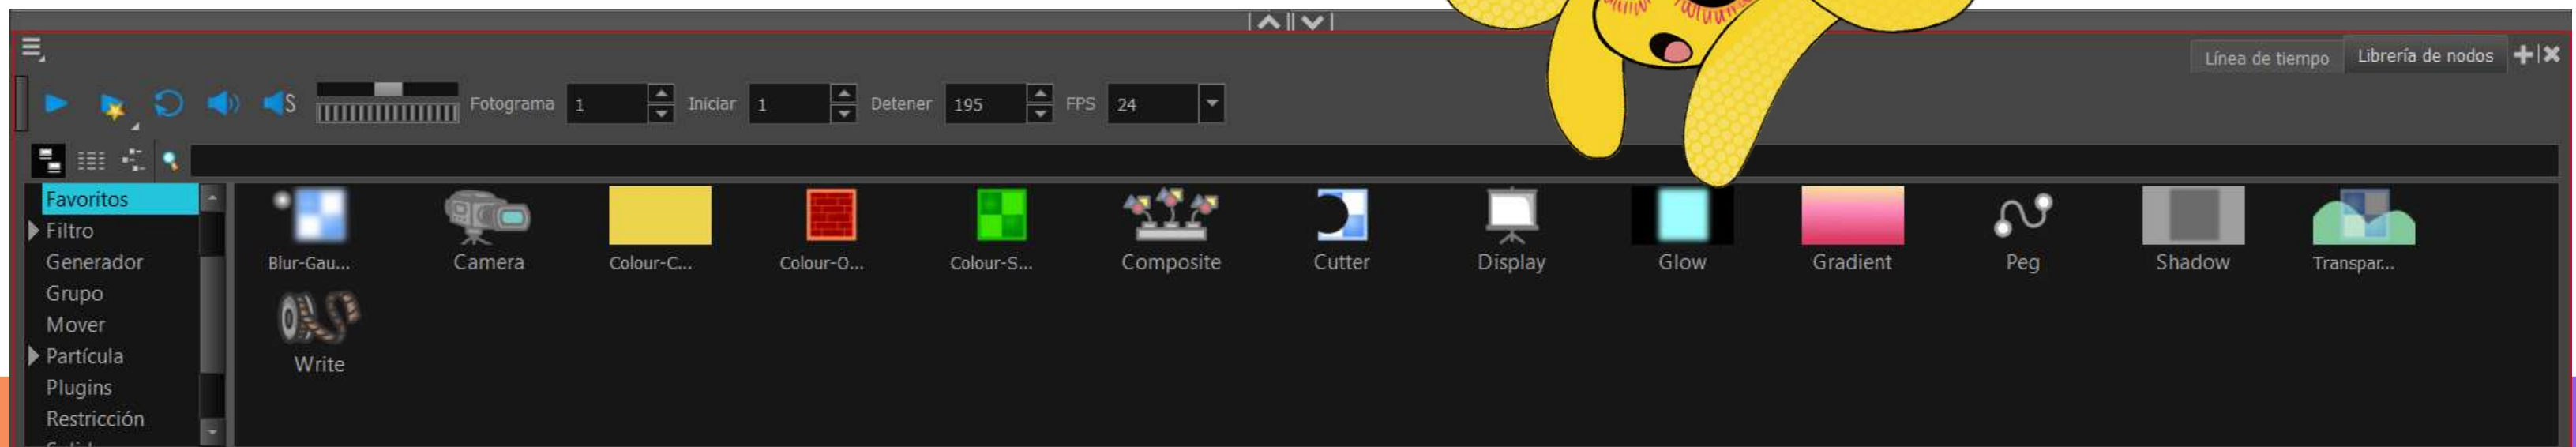 Línea de tiempo Librería de nodos
S Fotograma 1 Iniciar 1 Detener 195 FPS 24
Favoritos
Filtro
Generador
Grupo
Mover
Partícula
Plugins
Restricción
Blur-Gau... Camera Colour-C... Colour-O... Colour-S... Composite Cutter Display Glow Gradient Peg Shadow Transpar...
Write